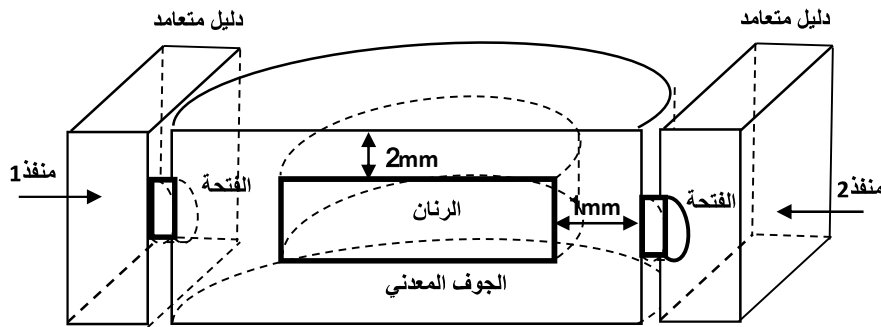 دليل متعامد
دليل متعامد
2mm
منفذ1
الفتحة
الرنان
1mm
الفتحة
منفذ2
الجوف المعدني